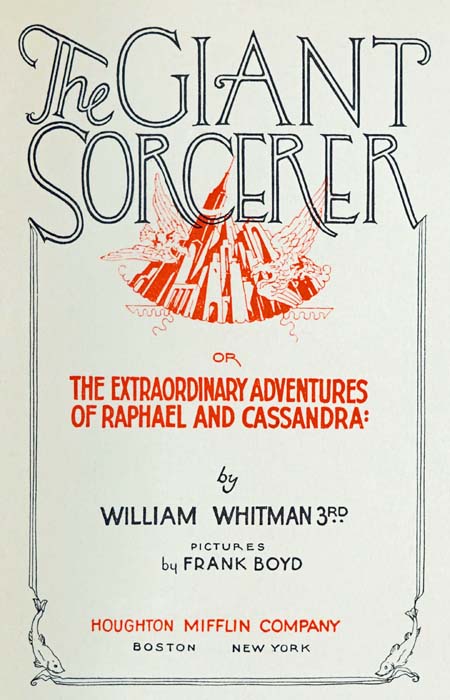 The GIANT
SORCERER
OR
THE EXTRAORDINARY ADVENTURES
OF RAPHAEL AND CASSANDRA:
by
WILLIAM WHITMAN 3RD.
PICTURES
by FRANK BOYD
HOUGHTON MIFFLIN COMPANY
BOSTON NEW YORK